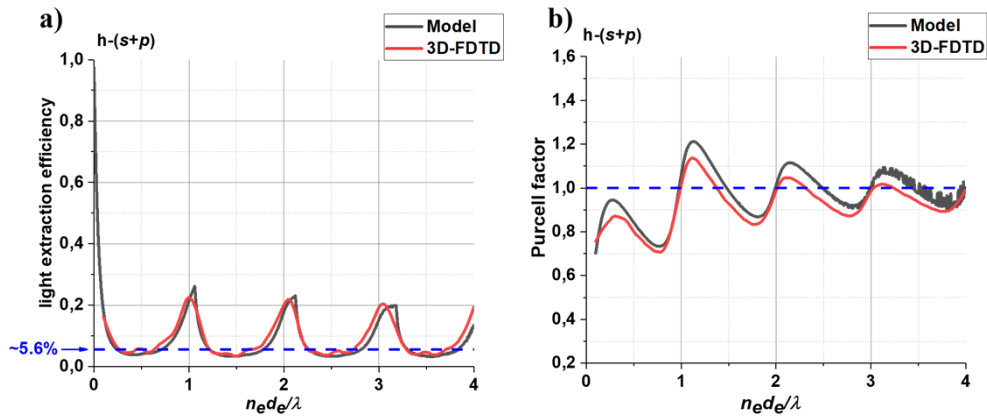 a)
h-(s+p)
Model
3D-FDTD
1,0
0,8
0,6
0,4
0,2
0,0
~5.6%
light extraction efficiency
0 1 2 3 4
nₑdₑ/λ
b)
h-(s+p)
Model
3D-FDTD
1,6
1,4
1,2
1,0
0,8
0,6
0,4
0,2
Purcell factor
0 1 2 3 4
nₑdₑ/λ